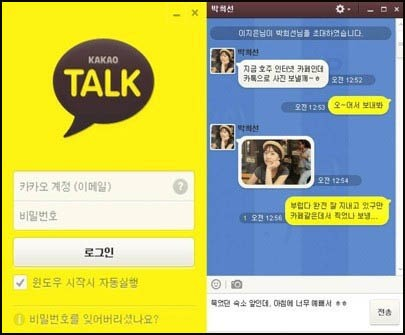 KAKAO
TALK
카카오 계정 (이메일)
?
비밀번호
로그인
윈도우 시작시 자동실행
비밀번호를 잊어버리셨나요?
박희선
이지은님이 박희선님을 초대하였습니다.
박희선
지금 호주 인터넷 카페인데
카톡으로 사진 보낼께~ㅎ
오전 12:52
오전 12:53
오~어서 보내봐
박희선
오전 12:54
부럽다 완전 잘 지내고 있구만
카페같은데서 찍었나 보넹...
1 오전 12:56
묵었던 숙소 앞인데, 아침에 너무 예뻐서 ㅎㅎ
전송